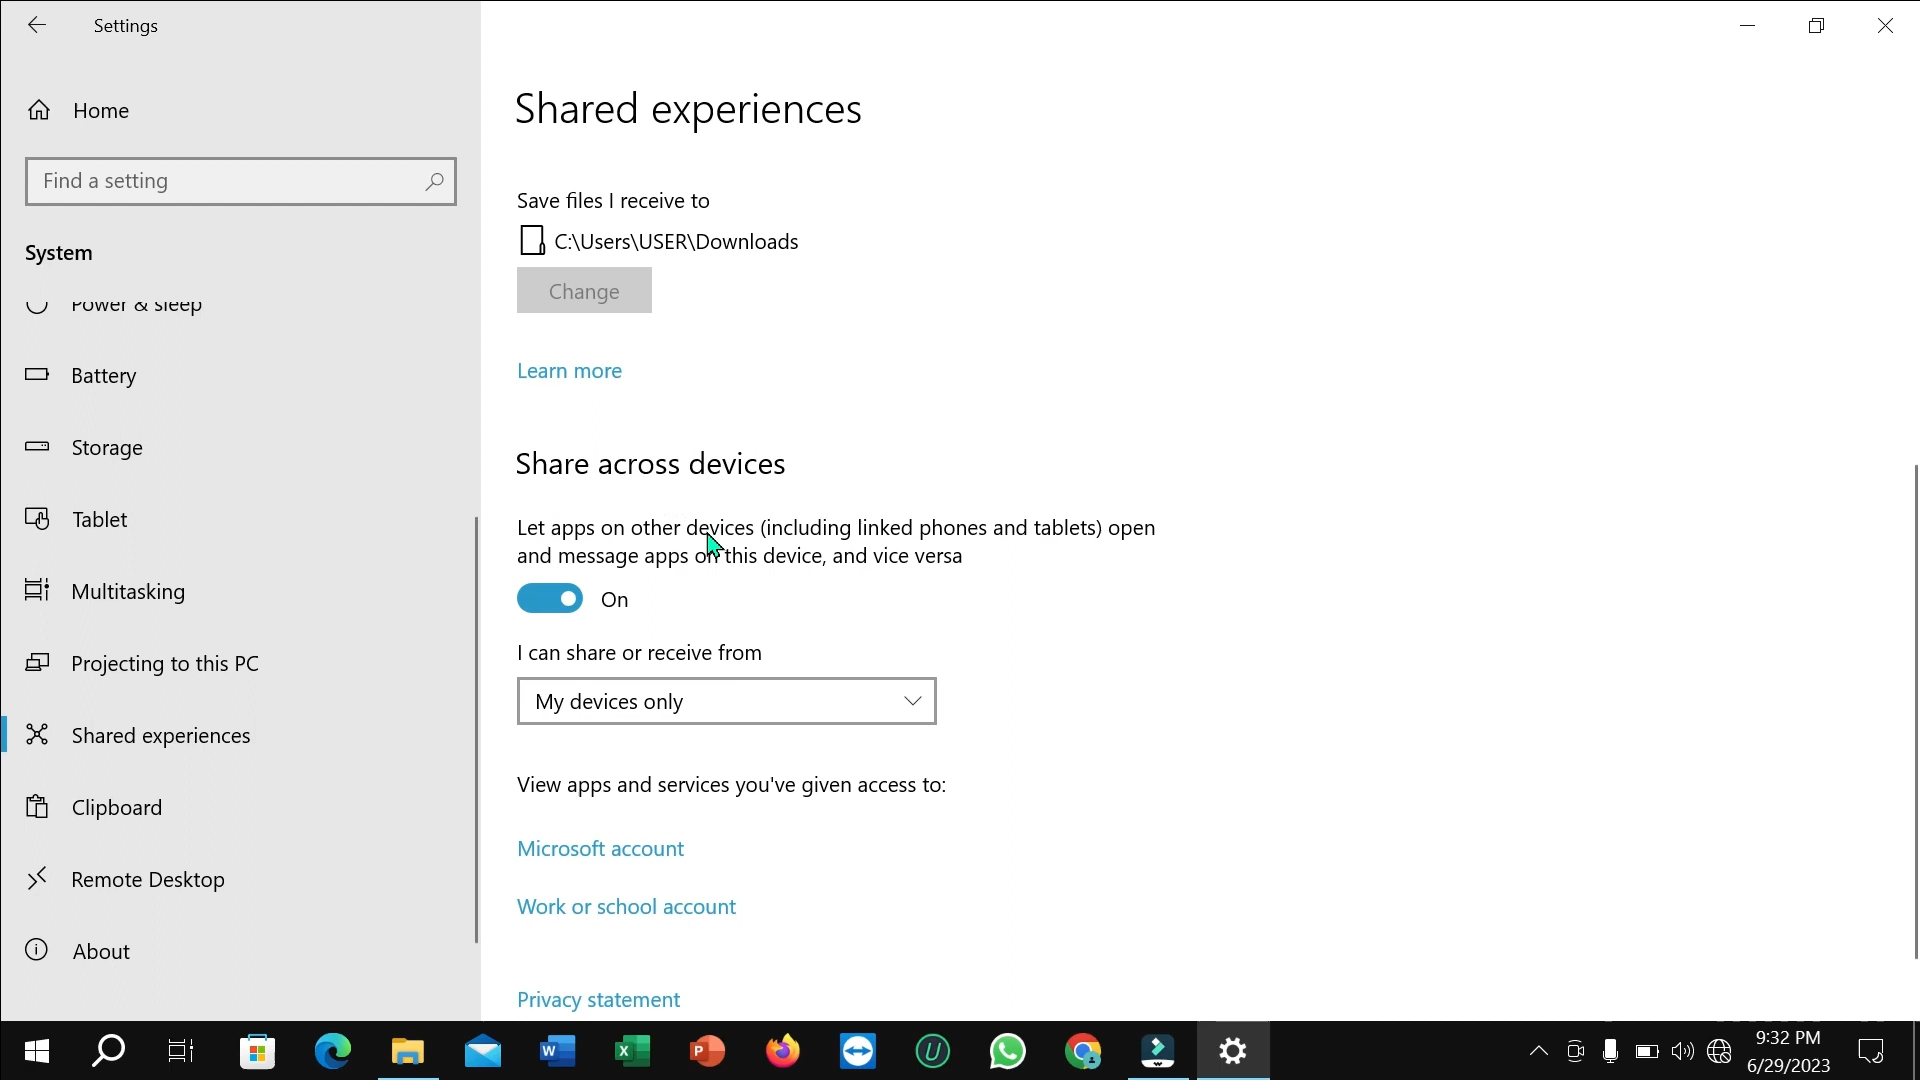 Settings
Home
Find a setting
System
Power & sleep
Battery
Storage
Tablet
Multitasking
Projecting to this PC
Shared experiences
Clipboard
Remote Desktop
About
Shared experiences
Save files I receive to
C:\Users\USER\Downloads
Change
Learn more
Share across devices
Let apps on other devices (including linked phones and tablets) open
and message apps on this device, and vice versa
On
I can share or receive from
My devices only
View apps and services you've given access to:
Microsoft account
Work or school account
Privacy statement
9:32 PM
6/29/2023